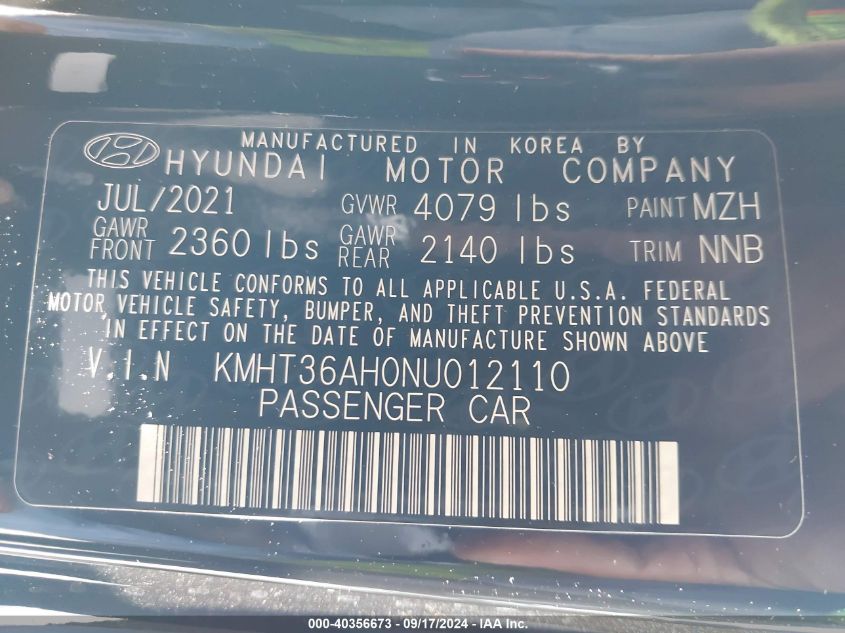 MANUFACTURED IN KOREA BY
HYUNDAI MOTOR COMPANY
JUL/2021 GVWR 4079 lbs PAINT MZH
GAWR FRONT 2360 lbs GAWR REAR 2140 lbs TRIM NNB
THIS VEHICLE CONFORMS TO ALL APPLICABLE U.S.A. FEDERAL
MOTOR VEHICLE SAFETY, BUMPER, AND THEFT PREVENTION STANDARDS
IN EFFECT ON THE DATE OF MANUFACTURE SHOWN ABOVE
V.I.N KMHT36AH0NU012110
PASSENGER CAR
000-40356673 - 09/17/2024 - IAA Inc.